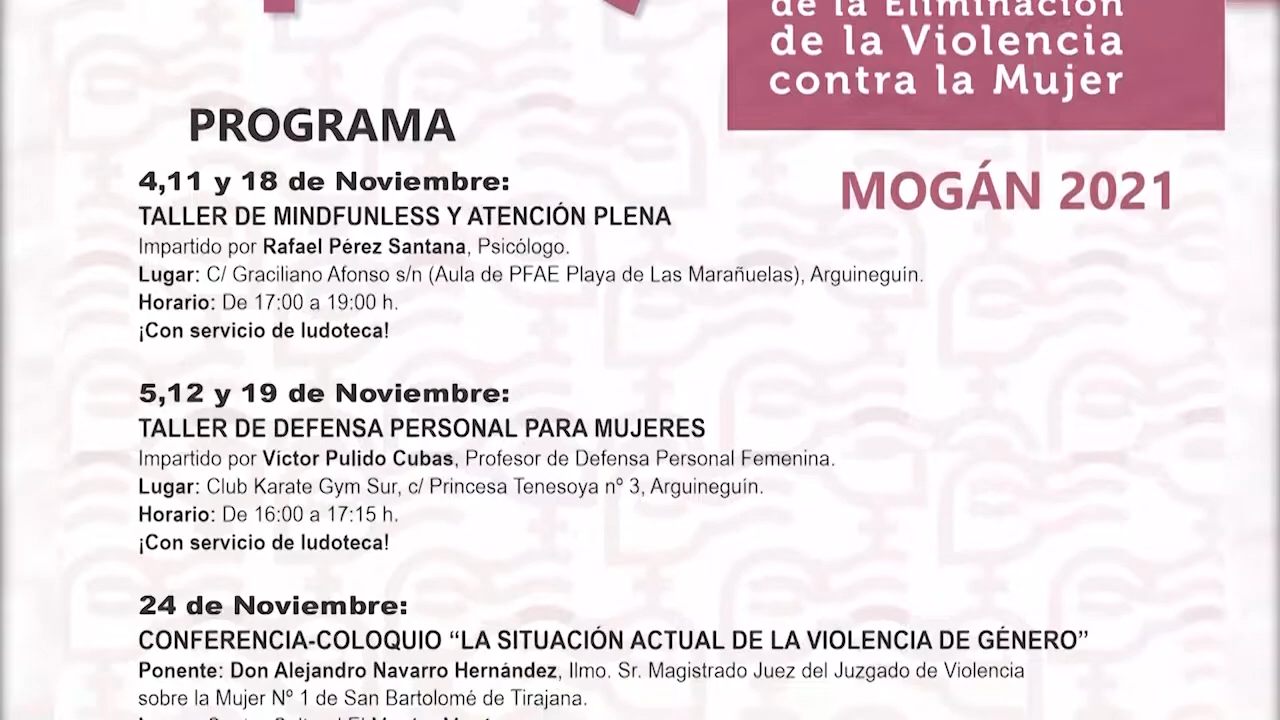 de la Eliminación
de la Violencia
contra la Mujer
MOGÁN 2021
PROGRAMA
4,11 y 18 de Noviembre:
TALLER DE MINDFUNLESS Y ATENCIÓN PLENA
Impartido por Rafael Pérez Santana, Psicólogo.
Lugar: C/ Graciliano Afonso s/n (Aula de PFAE Playa de Las Marañuelas), Arguineguín.
Horario: De 17:00 a 19:00 h.
¡Con servicio de ludoteca!
5,12 y 19 de Noviembre:
TALLER DE DEFENSA PERSONAL PARA MUJERES
Impartido por Víctor Pulido Cubas, Profesor de Defensa Personal Femenina.
Lugar: Club Karate Gym Sur, c/ Princesa Tenesoya nº 3, Arguineguín.
Horario: De 16:00 a 17:15 h.
¡Con servicio de ludoteca!
24 de Noviembre:
CONFERENCIA-COLOQUIO “LA SITUACIÓN ACTUAL DE LA VIOLENCIA DE GÉNERO”
Ponente: Don Alejandro Navarro Hernández, Ilmo. Sr. Magistrado Juez del Juzgado de Violencia
sobre la Mujer Nº 1 de San Bartolomé de Tirajana.